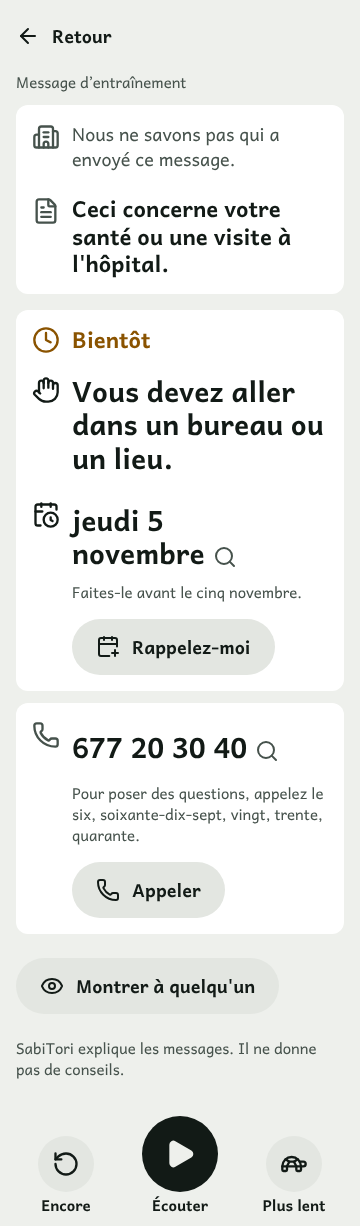 Retour
Message d’entraînement
Nous ne savons pas qui a
envoyé ce message.
Ceci concerne votre
santé ou une visite à
l'hôpital.
Bientôt
Vous devez aller
dans un bureau ou
un lieu.
jeudi 5
novembre
Faites-le avant le cinq novembre.
Rappelez-moi
677 20 30 40
Pour poser des questions, appelez le
six, soixante-dix-sept, vingt, trente,
quarante.
Appeler
Montrer à quelqu'un
SabiTori explique les messages. Il ne donne
pas de conseils.
Encore
Écouter
Plus lent